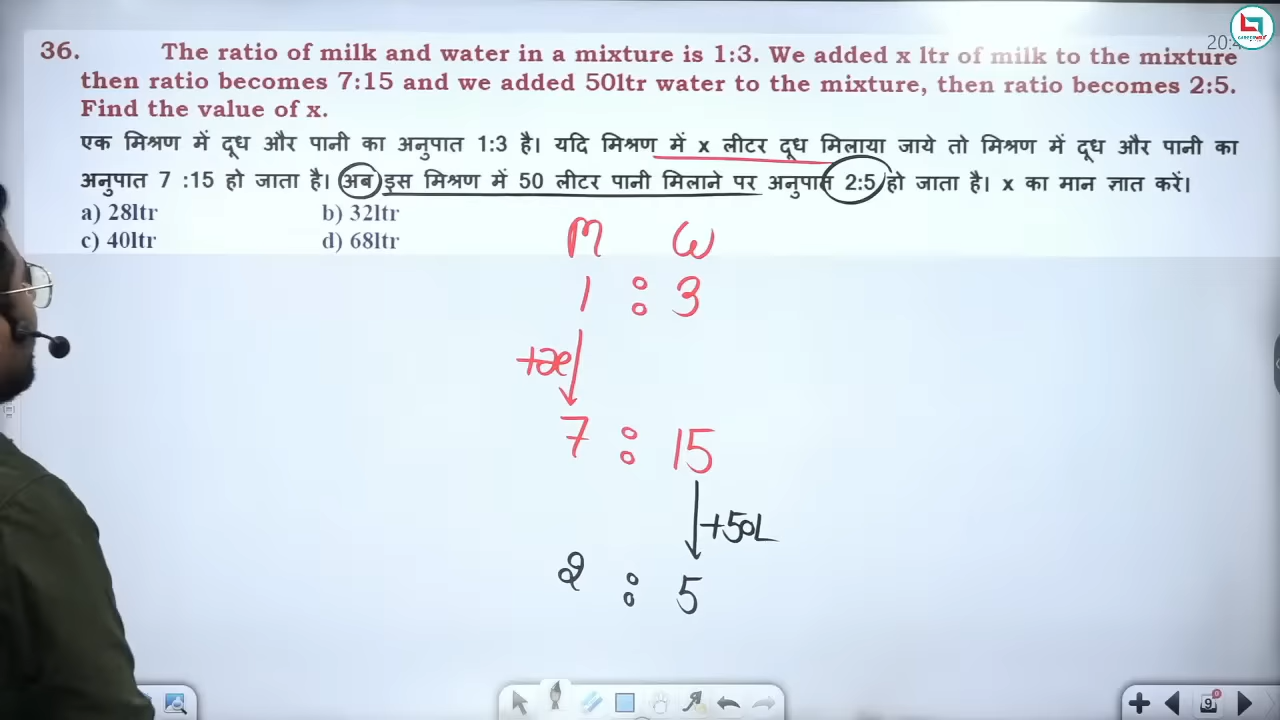 20:4
36. The ratio of milk and water in a mixture is 1:3. We added x ltr of milk to the mixture
then ratio becomes 7:15 and we added 50ltr water to the mixture, then ratio becomes 2:5.
Find the value of x.
एक मिश्रण में दूध और पानी का अनुपात 1:3 है। यदि मिश्रण में x लीटर दूध मिलाया जाये तो मिश्रण में दूध और पानी का
अनुपात 7 :15 हो जाता है। अब इस मिश्रण में 50 लीटर पानी मिलाने पर अनुपात 2:5 हो जाता है। x का मान ज्ञात करें।
a) 28ltr b) 32ltr
c) 40ltr d) 68ltr
M W
1 : 3
+x
7 : 15
+50L
2 : 5
9